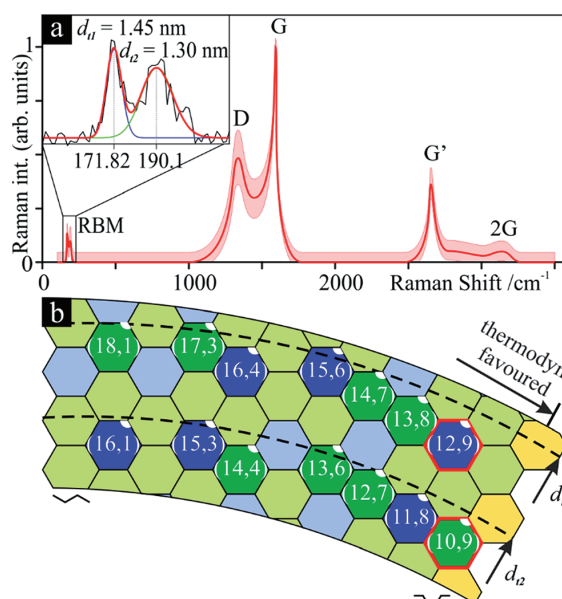 a
d_t1 = 1.45 nm
d_t2 = 1.30 nm
171.82 190.1
G
D
G’
2G
RBM
1
0
Raman int. (arb. units)
0 1000 2000
Raman Shift /cm⁻¹
b
thermodyn
favoured
18,1 17,3 16,4 15,6 14,7 13,8 12,9
16,1 15,3 14,4 13,6 12,7 11,8 10,9
d
d_t2